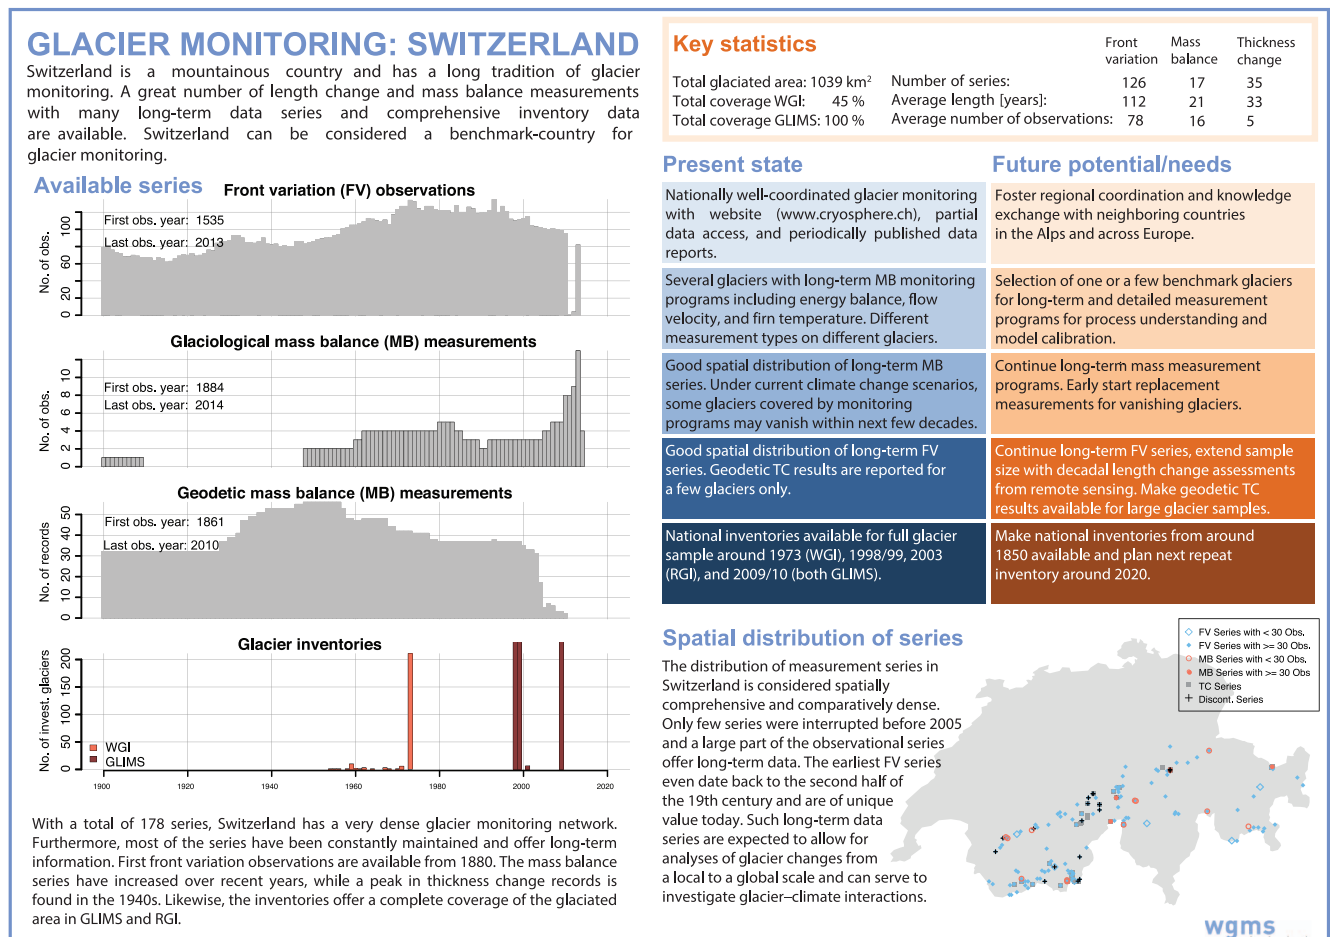 GLACIER MONITORING: SWITZERLAND
Switzerland is a mountainous country and has a long tradition of glacier
monitoring. A great number of length change and mass balance measurements
with many long-term data series and comprehensive inventory data
are available. Switzerland can be considered a benchmark-country for
glacier monitoring.
Key statistics
Front variation
Mass balance
Thickness change
Total glaciated area: 1039 km²
Number of series: 126 17 35
Total coverage WGI: 45 %
Average length [years]: 112 21 33
Total coverage GLIMS: 100 %
Average number of observations: 78 16 5
Available series
Front variation (FV) observations
First obs. year: 1535
Last obs. year: 2013
No. of obs.
0 20 60 100
Glaciological mass balance (MB) measurements
First obs. year: 1884
Last obs. year: 2014
No. of obs.
0 2 4 6 8 10
Geodetic mass balance (MB) measurements
First obs. year: 1861
Last obs. year: 2010
No. of records
0 10 20 30 40 50
Glacier inventories
No. of invest. glaciers
0 50 100 150 200
WGI
GLIMS
1900 1920 1940 1960 1980 2000 2020
With a total of 178 series, Switzerland has a very dense glacier monitoring network.
Furthermore, most of the series have been constantly maintained and offer long-term
information. First front variation observations are available from 1880. The mass balance
series have increased over recent years, while a peak in thickness change records is
found in the 1940s. Likewise, the inventories offer a complete coverage of the glaciated
area in GLIMS and RGI.
Present state
Future potential/needs
Nationally well-coordinated glacier monitoring
with website (www.cryosphere.ch), partial
data access, and periodically published data
reports.
Foster regional coordination and knowledge
exchange with neighboring countries
in the Alps and across Europe.
Several glaciers with long-term MB monitoring
programs including energy balance, flow
velocity, and firn temperature. Different
measurement types on different glaciers.
Selection of one or a few benchmark glaciers
for long-term and detailed measurement
programs for process understanding and
model calibration.
Good spatial distribution of long-term MB
series. Under current climate change scenarios,
some glaciers covered by monitoring
programs may vanish within next few decades.
Continue long-term mass measurement
programs. Early start replacement
measurements for vanishing glaciers.
Good spatial distribution of long-term FV
series. Geodetic TC results are reported for
a few glaciers only.
Continue long-term FV series, extend sample
size with decadal length change assessments
from remote sensing. Make geodetic TC
results available for large glacier samples.
National inventories available for full glacier
sample around 1973 (WGI), 1998/99, 2003
(RGI), and 2009/10 (both GLIMS).
Make national inventories from around
1850 available and plan next repeat
inventory around 2020.
Spatial distribution of series
The distribution of measurement series in
Switzerland is considered spatially
comprehensive and comparatively dense.
Only few series were interrupted before 2005
and a large part of the observational series
offer long-term data. The earliest FV series
even date back to the second half of
the 19th century and are of unique
value today. Such long-term data
series are expected to allow for
analyses of glacier changes from
a local to a global scale and can serve to
investigate glacier–climate interactions.
FV Series with < 30 Obs.
FV Series with >= 30 Obs.
MB Series with < 30 Obs.
MB Series with >= 30 Obs
TC Series
Discont. Series
wgms